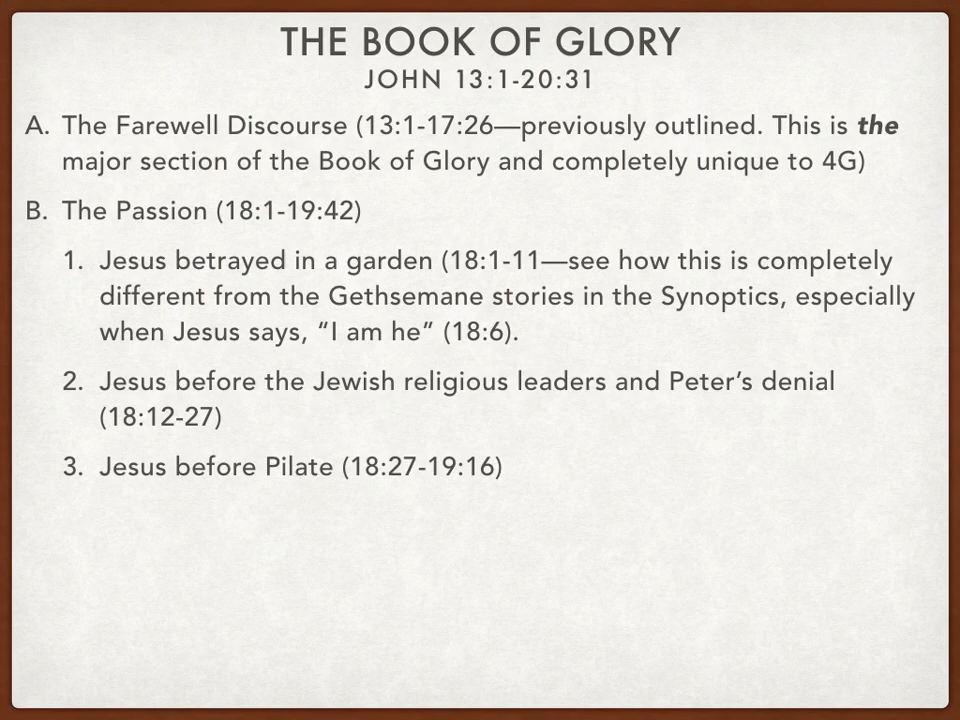 THE BOOK OF GLORY
JOHN 13:1-20:31
A. The Farewell Discourse (13:1-17:26—previously outlined. This is the
major section of the Book of Glory and completely unique to 4G)
B. The Passion (18:1-19:42)
1. Jesus betrayed in a garden (18:1-11—see how this is completely
different from the Gethsemane stories in the Synoptics, especially
when Jesus says, “I am he” (18:6).
2. Jesus before the Jewish religious leaders and Peter’s denial
(18:12-27)
3. Jesus before Pilate (18:27-19:16)